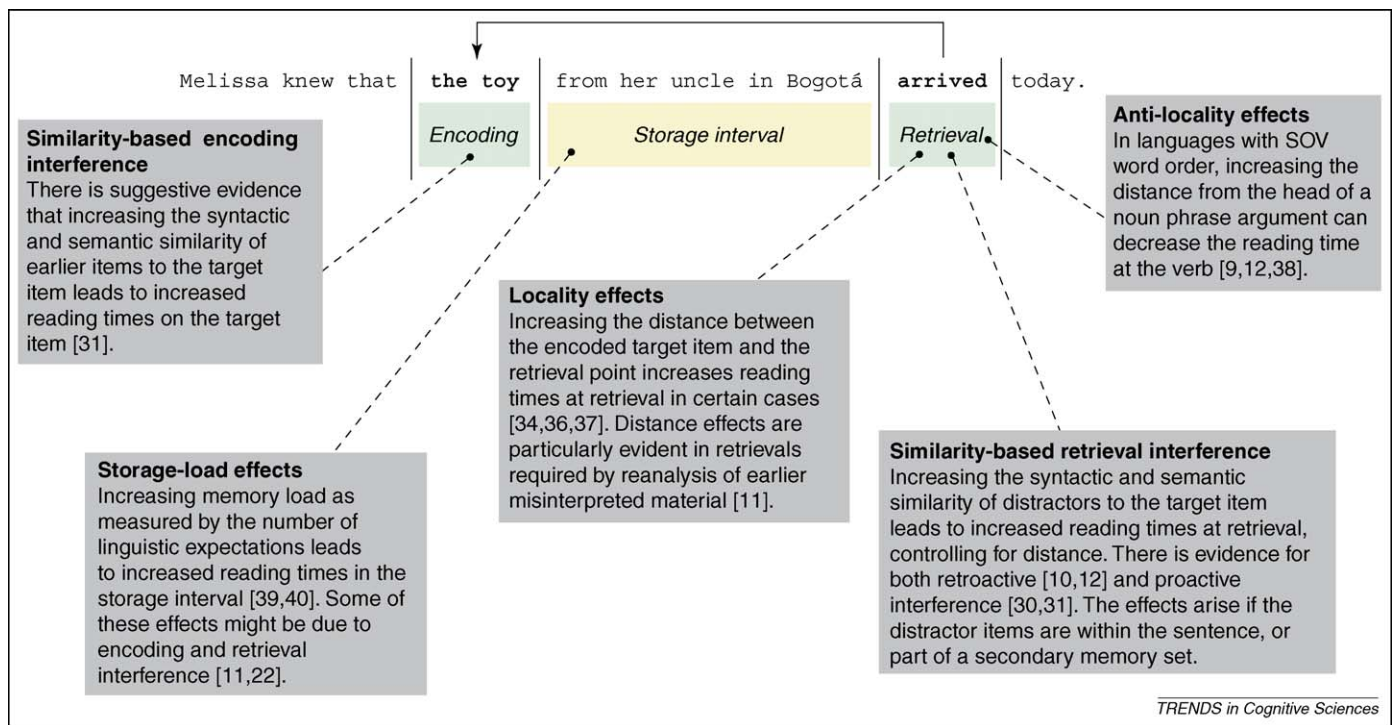 Melissa knew that the toy from her uncle in Bogotá arrived today.
Encoding Storage interval Retrieval
Similarity-based encoding
interference
There is suggestive evidence
that increasing the syntactic
and semantic similarity of
earlier items to the target
item leads to increased
reading times on the target
item [31].
Anti-locality effects
In languages with SOV
word order, increasing the
distance from the head of a
noun phrase argument can
decrease the reading time
at the verb [9,12,38].
Locality effects
Increasing the distance between
the encoded target item and the
retrieval point increases reading
times at retrieval in certain cases
[34,36,37]. Distance effects are
particularly evident in retrievals
required by reanalysis of earlier
misinterpreted material [11].
Storage-load effects
Increasing memory load as
measured by the number of
linguistic expectations leads
to increased reading times in the
storage interval [39,40]. Some of
these effects might be due to
encoding and retrieval
interference [11,22].
Similarity-based retrieval interference
Increasing the syntactic and semantic
similarity of distractors to the target item
leads to increased reading times at retrieval,
controlling for distance. There is evidence for
both retroactive [10,12] and proactive
interference [30,31]. The effects arise if the
distractor items are within the sentence, or
part of a secondary memory set.
TRENDS in Cognitive Sciences